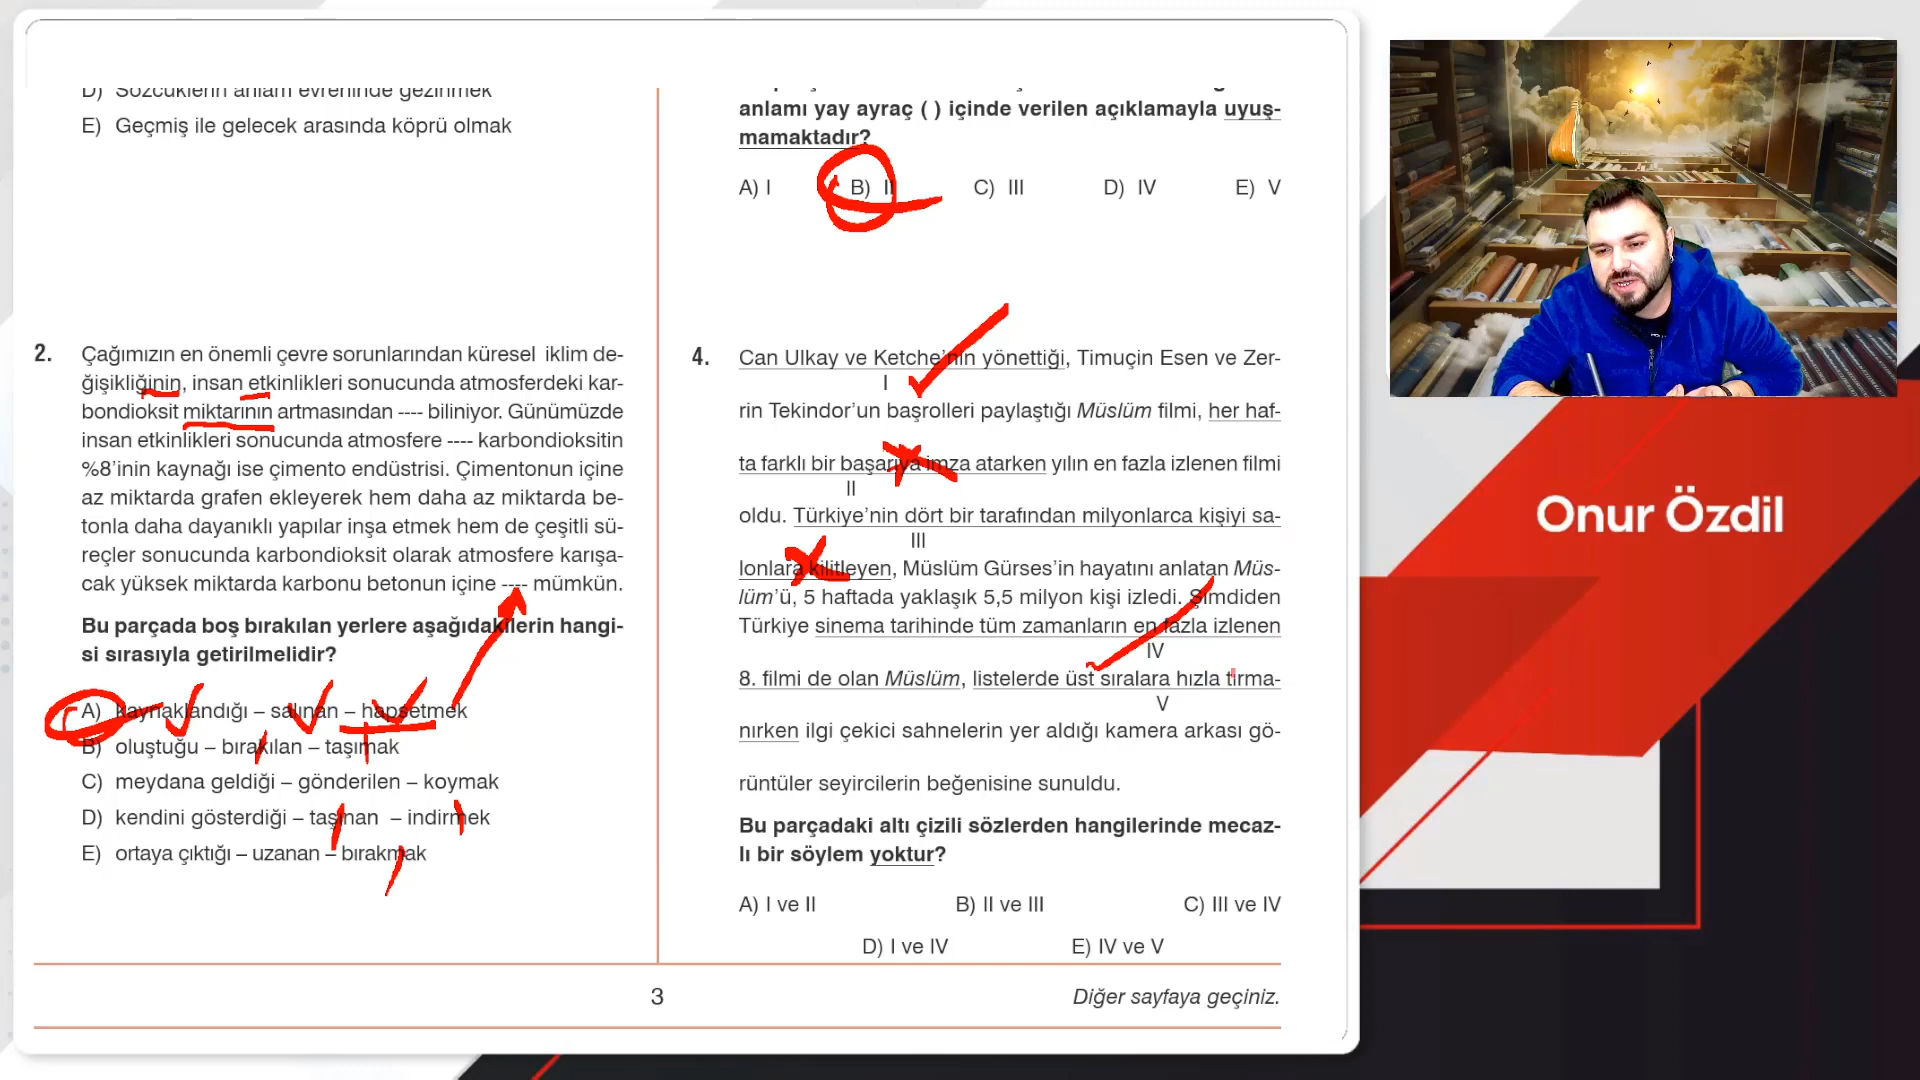 D) Sözcüklerin anlam evreninde gezinmek
E) Geçmiş ile gelecek arasında köprü olmak
2. Çağımızın en önemli çevre sorunlarından küresel iklim de-
ğişikliğinin, insan etkinlikleri sonucunda atmosferdeki kar-
bondioksit miktarının artmasından ---- biliniyor. Günümüzde
insan etkinlikleri sonucunda atmosfere ---- karbondioksitin
%8'inin kaynağı ise çimento endüstrisi. Çimentonun içine
az miktarda grafen ekleyerek hem daha az miktarda be-
tonla daha dayanıklı yapılar inşa etmek hem de çeşitli sü-
reçler sonucunda karbondioksit olarak atmosfere karışa-
cak yüksek miktarda karbonu betonun içine ---- mümkün.
Bu parçada boş bırakılan yerlere aşağıdakilerin hangi-
si sırasıyla getirilmelidir?
A) kaynaklandığı – salınan – hapsetmek
B) oluştuğu – bırakılan – taşımak
C) meydana geldiği – gönderilen – koymak
D) kendini gösterdiği – taşınan – indirmek
E) ortaya çıktığı – uzanan – bırakmak
anlamı yay ayraç ( ) içinde verilen açıklamayla uyuş-
mamaktadır?
A) I B) II C) III D) IV E) V
4. Can Ulkay ve Ketche'nin yönettiği, Timuçin Esen ve Zer-
I
rin Tekindor'un başrolleri paylaştığı Müslüm filmi, her haf-
ta farklı bir başarıya imza atarken yılın en fazla izlenen filmi
II
oldu. Türkiye'nin dört bir tarafından milyonlarca kişiyi sa-
III
lonlara kilitleyen, Müslüm Gürses'in hayatını anlatan Müs-
lüm'ü, 5 haftada yaklaşık 5,5 milyon kişi izledi. Şimdiden
Türkiye sinema tarihinde tüm zamanların en fazla izlenen
IV
8. filmi de olan Müslüm, listelerde üst sıralara hızla tırma-
V
nırken ilgi çekici sahnelerin yer aldığı kamera arkası gö-
rüntüler seyircilerin beğenisine sunuldu.
Bu parçadaki altı çizili sözlerden hangilerinde mecaz-
lı bir söylem yoktur?
A) I ve II B) II ve III C) III ve IV
D) I ve IV E) IV ve V
3
Diğer sayfaya geçiniz.
Onur Özdil